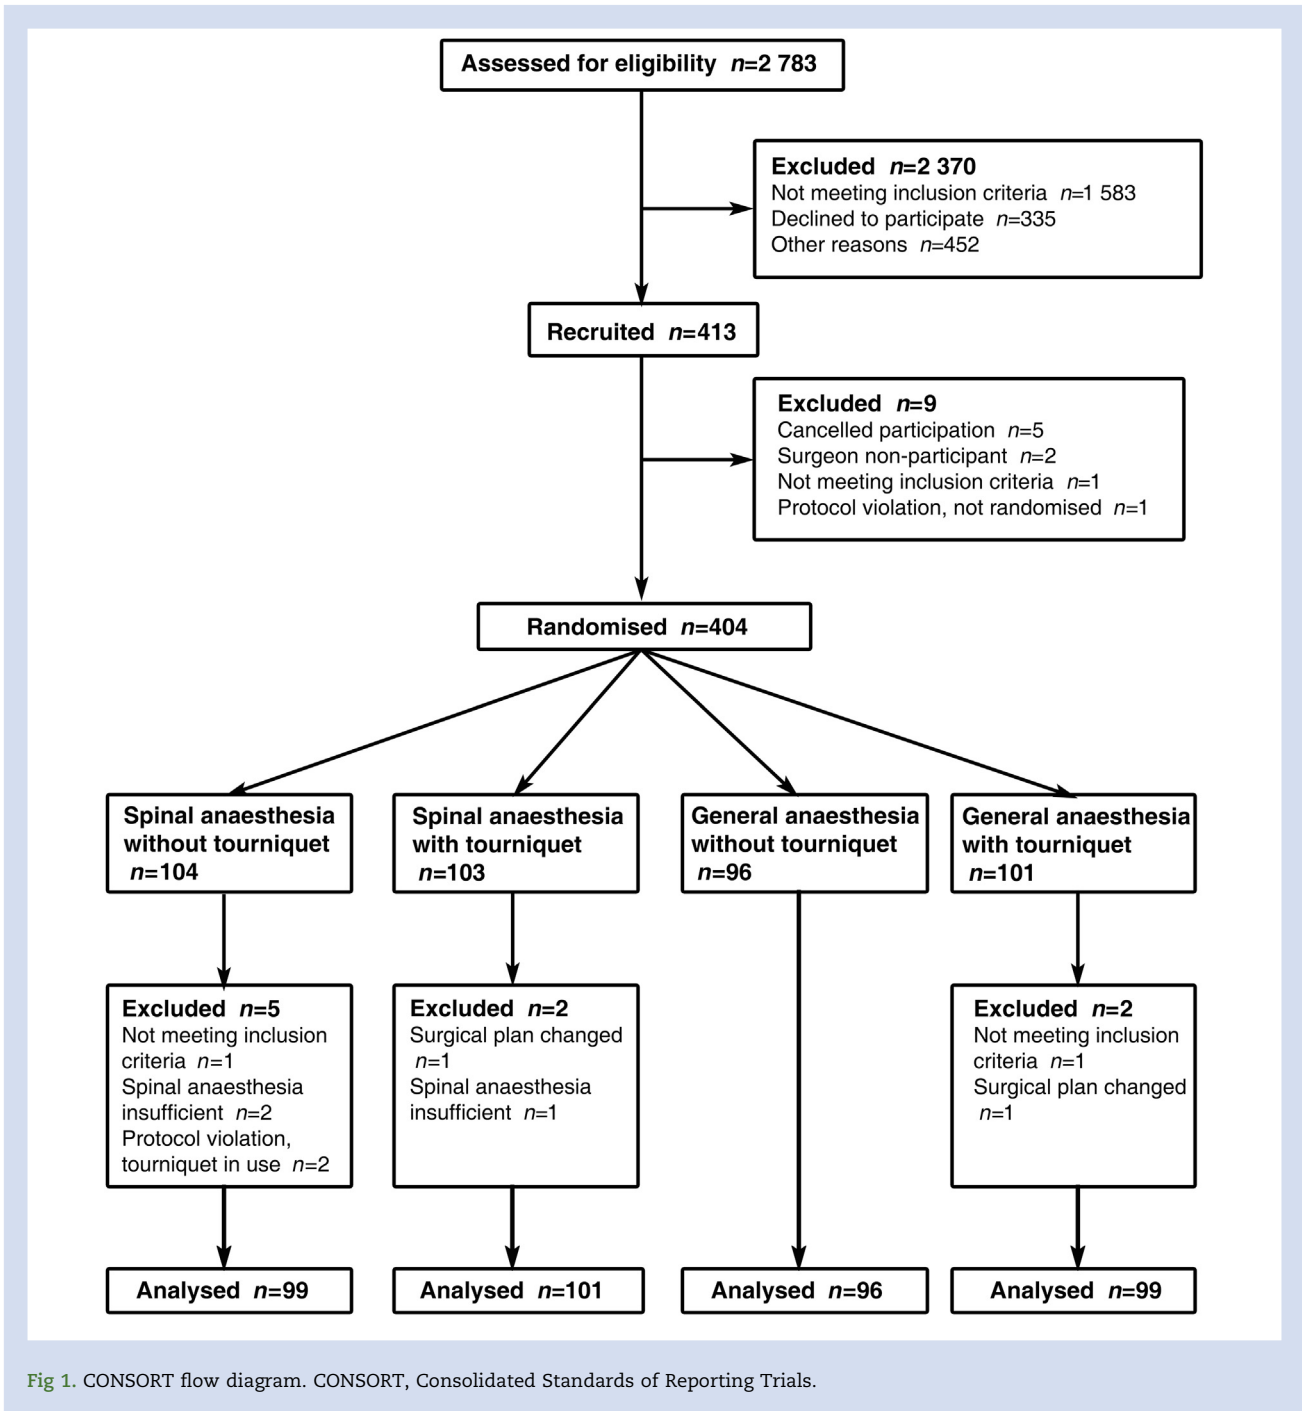 Assessed for eligibility n=2 783
Excluded n=2 370
Not meeting inclusion criteria n=1 583
Declined to participate n=335
Other reasons n=452
Recruited n=413
Excluded n=9
Cancelled participation n=5
Surgeon non-participant n=2
Not meeting inclusion criteria n=1
Protocol violation, not randomised n=1
Randomised n=404
Spinal anaesthesia
without tourniquet
n=104
Spinal anaesthesia
with tourniquet
n=103
General anaesthesia
without tourniquet
n=96
General anaesthesia
with tourniquet
n=101
Excluded n=5
Not meeting inclusion
criteria n=1
Spinal anaesthesia
insufficient n=2
Protocol violation,
tourniquet in use n=2
Excluded n=2
Surgical plan changed
n=1
Spinal anaesthesia
insufficient n=1
Excluded n=2
Not meeting inclusion
criteria n=1
Surgical plan changed
n=1
Analysed n=99
Analysed n=101
Analysed n=96
Analysed n=99
Fig 1. CONSORT flow diagram. CONSORT, Consolidated Standards of Reporting Trials.